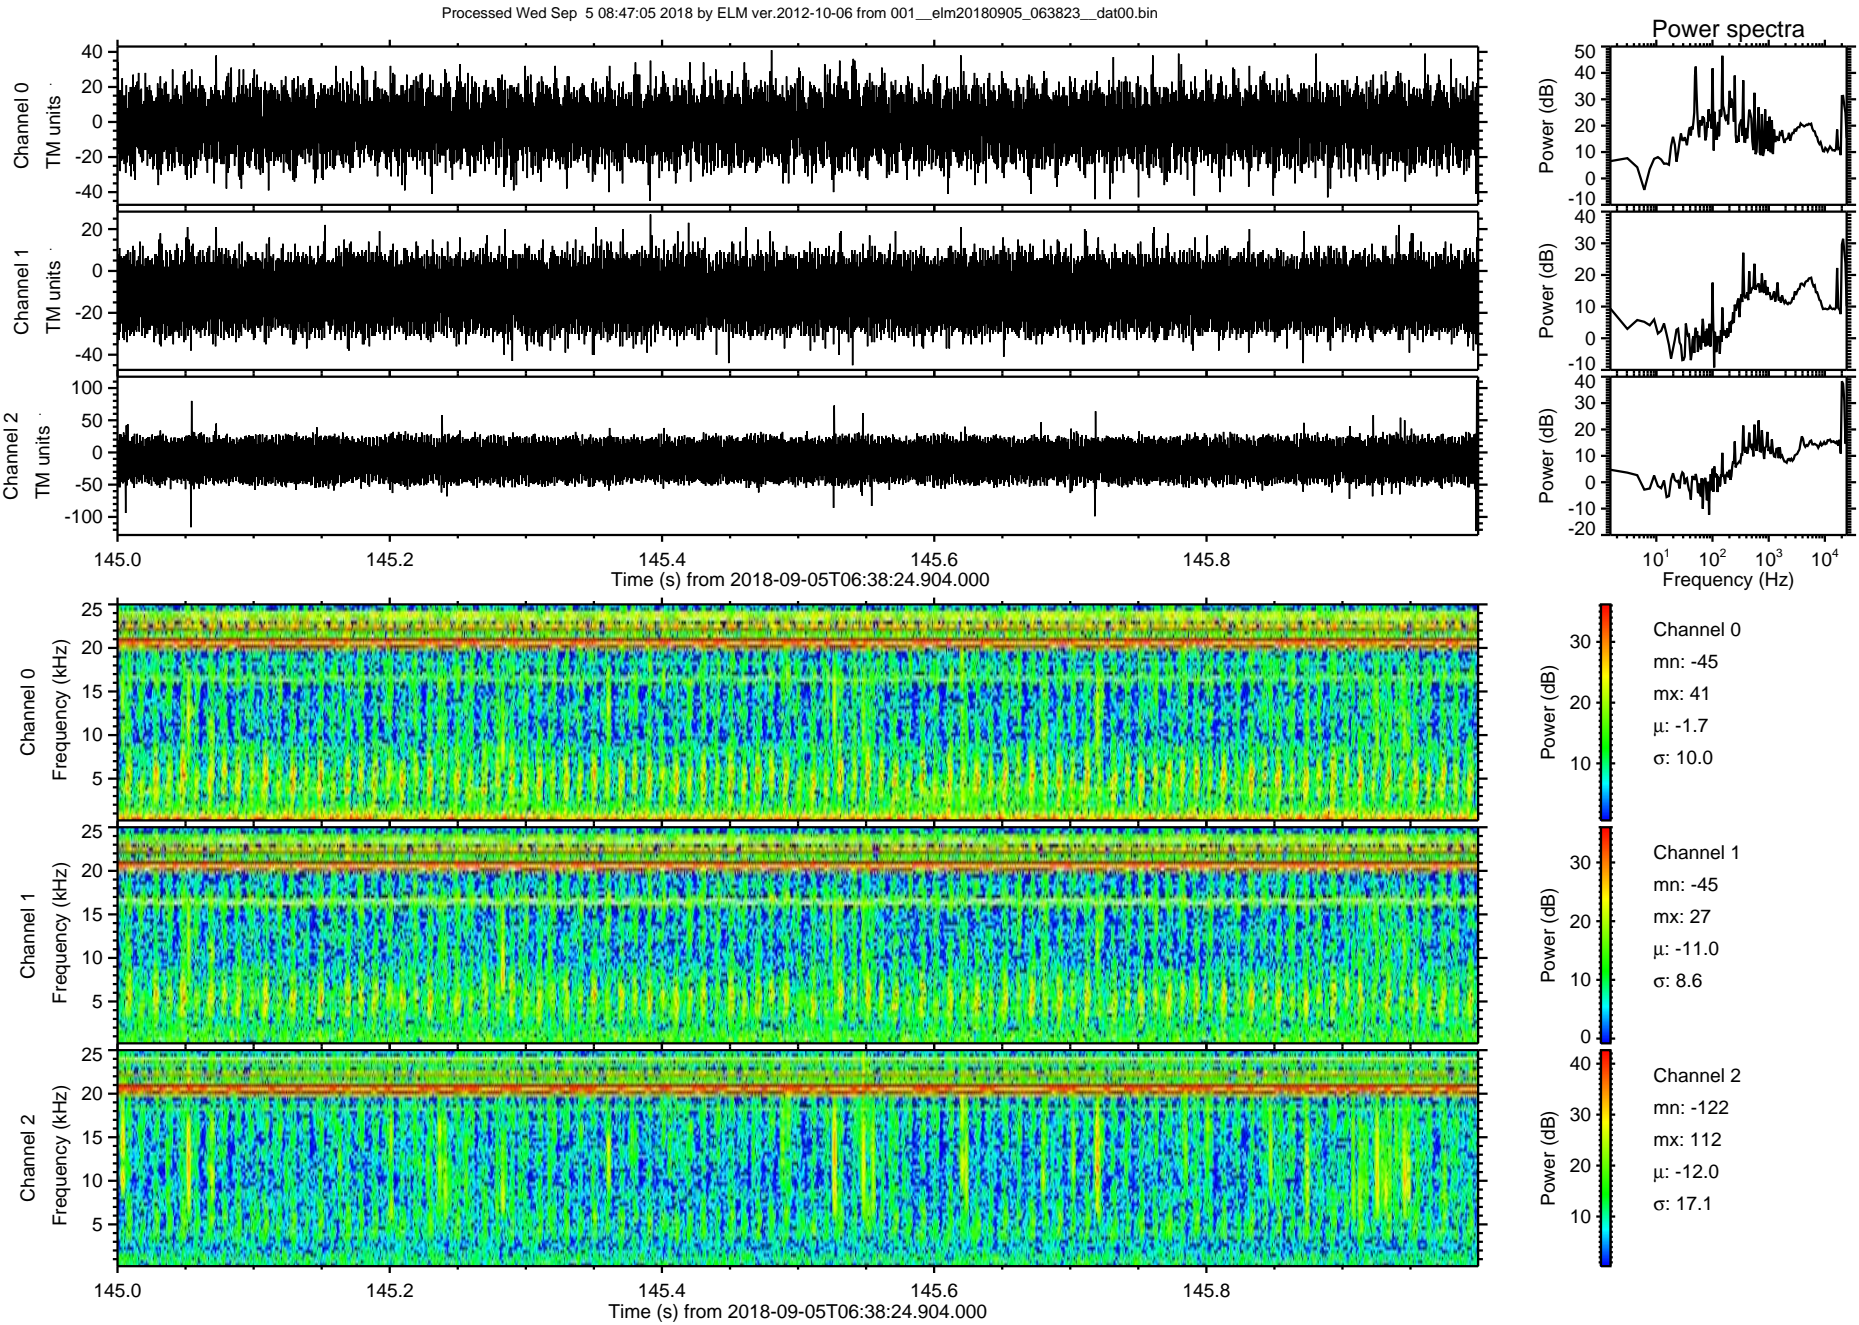 Processed Wed Sep  5 08:47:05 2018 by ELM ver.2012-10-06 from 001__elm20180905_063823__dat00.bin
Power spectra
Channel 0
TM units
40
20
0
-20
-40
Power (dB)
50
40
30
20
10
0
-10
Channel 1
TM units
20
0
-20
-40
Power (dB)
40
30
20
10
0
-10
Channel 2
TM units
100
50
0
-50
-100
Power (dB)
40
30
20
10
0
-10
-20
145.0 145.2 145.4 145.6 145.8
Time (s) from 2018-09-05T06:38:24.904.000
10¹ 10² 10³ 10⁴
Frequency (Hz)
Channel 0
Frequency (kHz)
25
20
15
10
5
Power (dB)
30
20
10
Channel 0
mn: -45
mx: 41
μ: -1.7
σ: 10.0
Channel 1
Frequency (kHz)
25
20
15
10
5
Power (dB)
30
20
10
0
Channel 1
mn: -45
mx: 27
μ: -11.0
σ: 8.6
Channel 2
Frequency (kHz)
25
20
15
10
5
Power (dB)
40
30
20
10
Channel 2
mn: -122
mx: 112
μ: -12.0
σ: 17.1
145.0 145.2 145.4 145.6 145.8
Time (s) from 2018-09-05T06:38:24.904.000